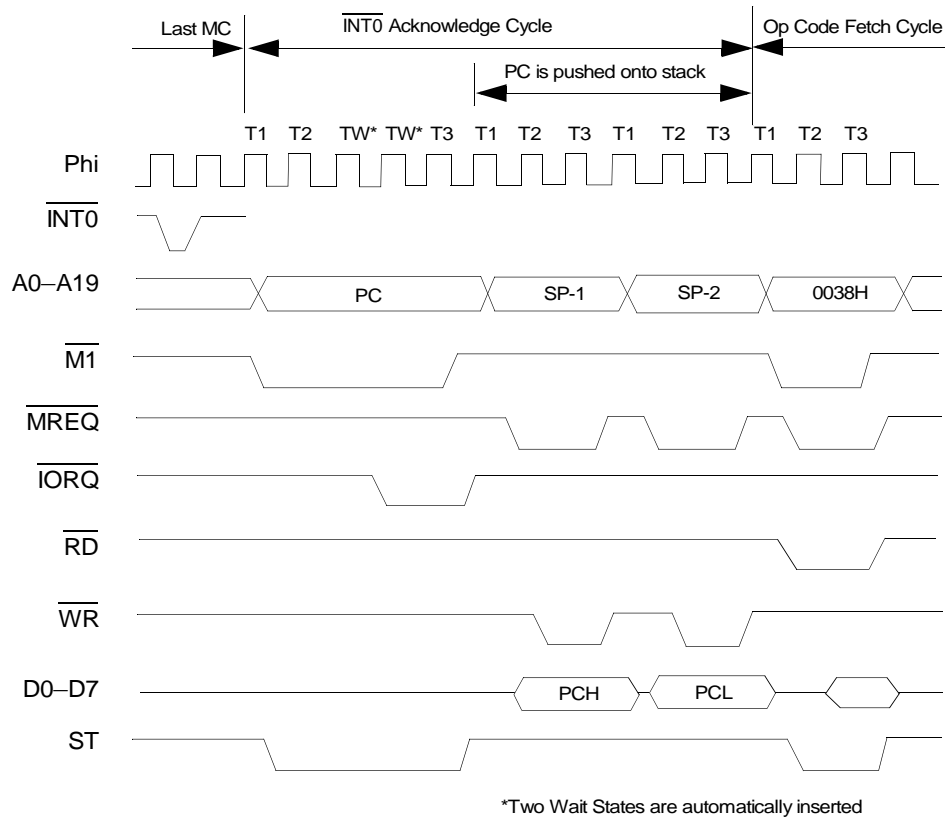 Last MC
INT0 Acknowledge Cycle
Op Code Fetch Cycle
PC is pushed onto stack
T1 T2 TW* TW* T3 T1 T2 T3 T1 T2 T3 T1 T2 T3
Phi
INT0
A0–A19 PC SP-1 SP-2 0038H
M1
MREQ
IORQ
RD
WR
D0–D7 PCH PCL
ST
*Two Wait States are automatically inserted